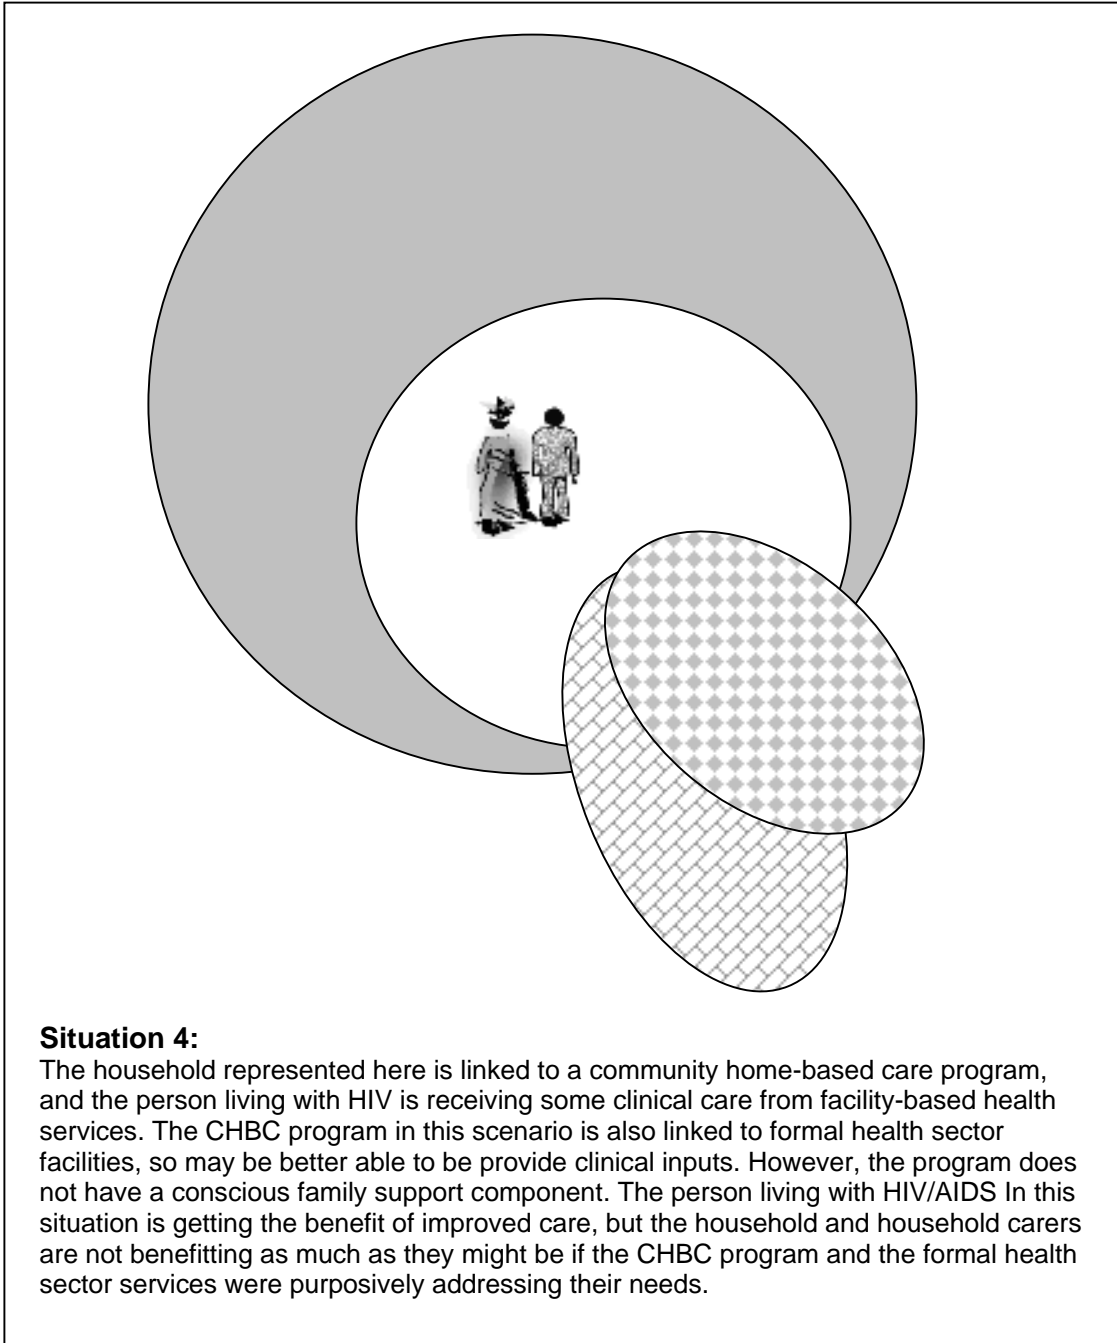 Situation 4:
The household represented here is linked to a community home-based care program,
and the person living with HIV is receiving some clinical care from facility-based health
services. The CHBC program in this scenario is also linked to formal health sector
facilities, so may be better able to be provide clinical inputs. However, the program does
not have a conscious family support component. The person living with HIV/AIDS In this
situation is getting the benefit of improved care, but the household and household carers
are not benefitting as much as they might be if the CHBC program and the formal health
sector services were purposively addressing their needs.